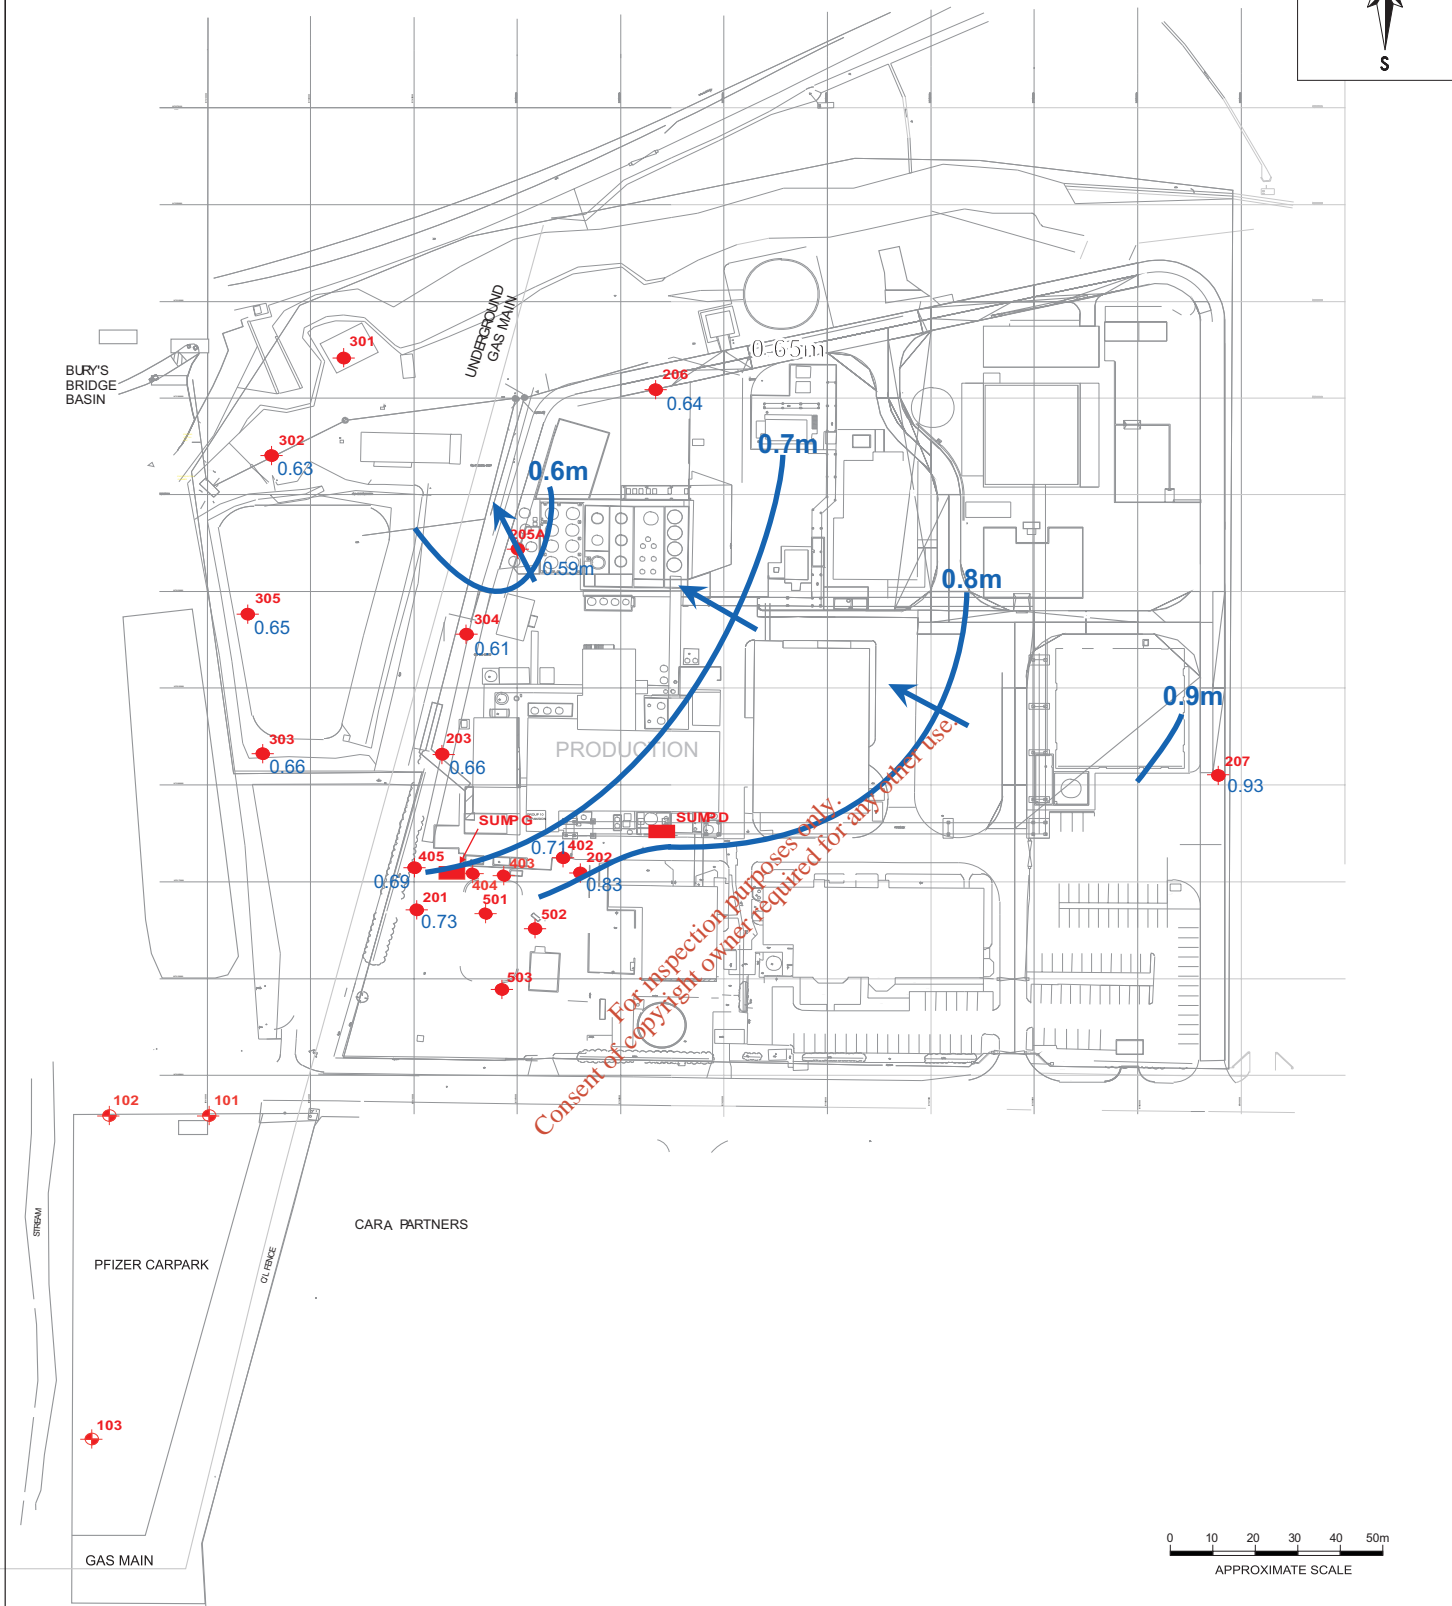 S
UNDERGROUND
GAS MAIN
301
0.65m
BURY'S
BRIDGE
BASIN
206
0.64
302
0.63
0.7m
0.6m
205A
0.59m
0.8m
305
0.65
304
0.61
0.9m
303
0.66
203
0.66
PRODUCTION
207
0.93
SUMP G
SUMP D
0.71
402
202
0.83
405
0.69
403
404
201
0.73
501
502
503
For inspection purposes only.
Consent of copyright owner required for any other use.
102
101
STREAM
CARA PARTNERS
PFIZER CARPARK
C/L FENCE
103
GAS MAIN
0 10 20 30 40 50m
APPROXIMATE SCALE